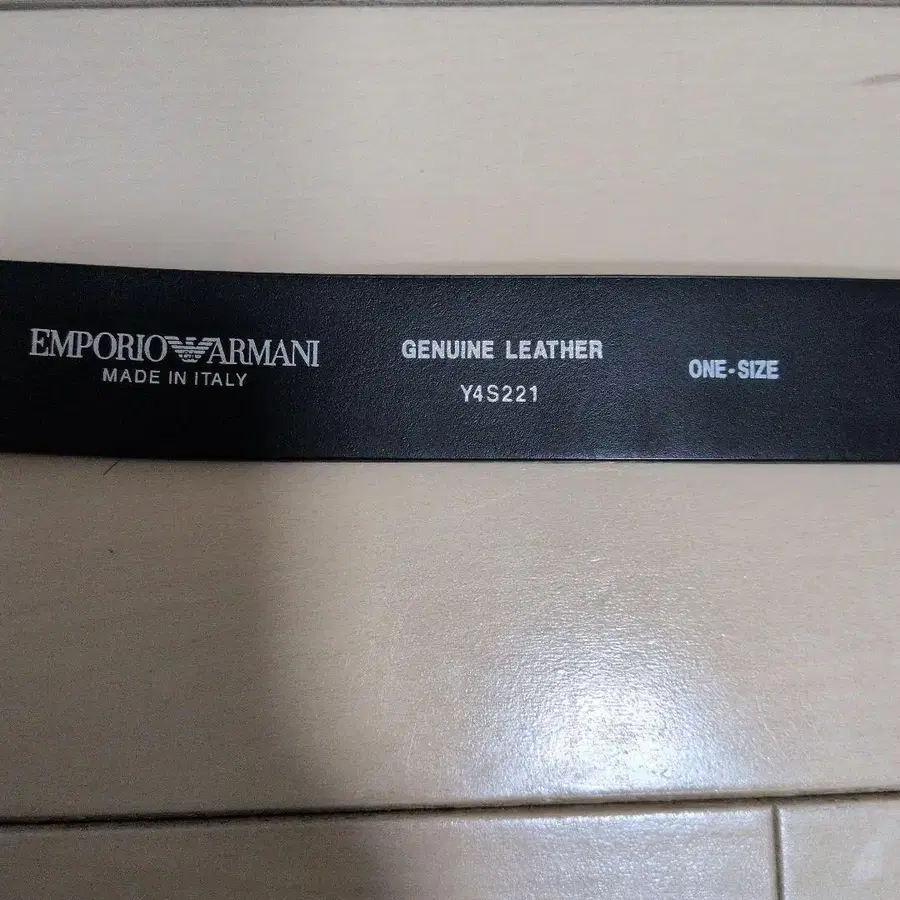 EMPORIO ARMANI
MADE IN ITALY
GENUINE LEATHER
Y4S221
ONE-SIZE